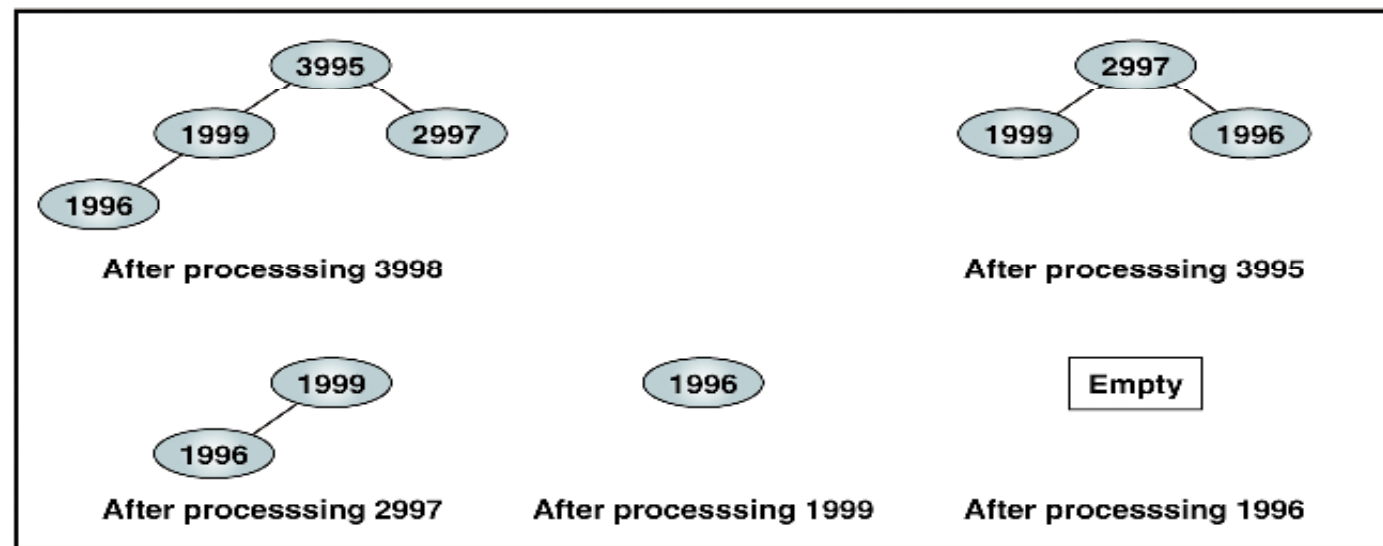 3995
1999
2997
1996
After processsing 3998
2997
1999
1996
After processsing 3995
1999
1996
After processsing 2997
1996
After processsing 1999
Empty
After processsing 1996